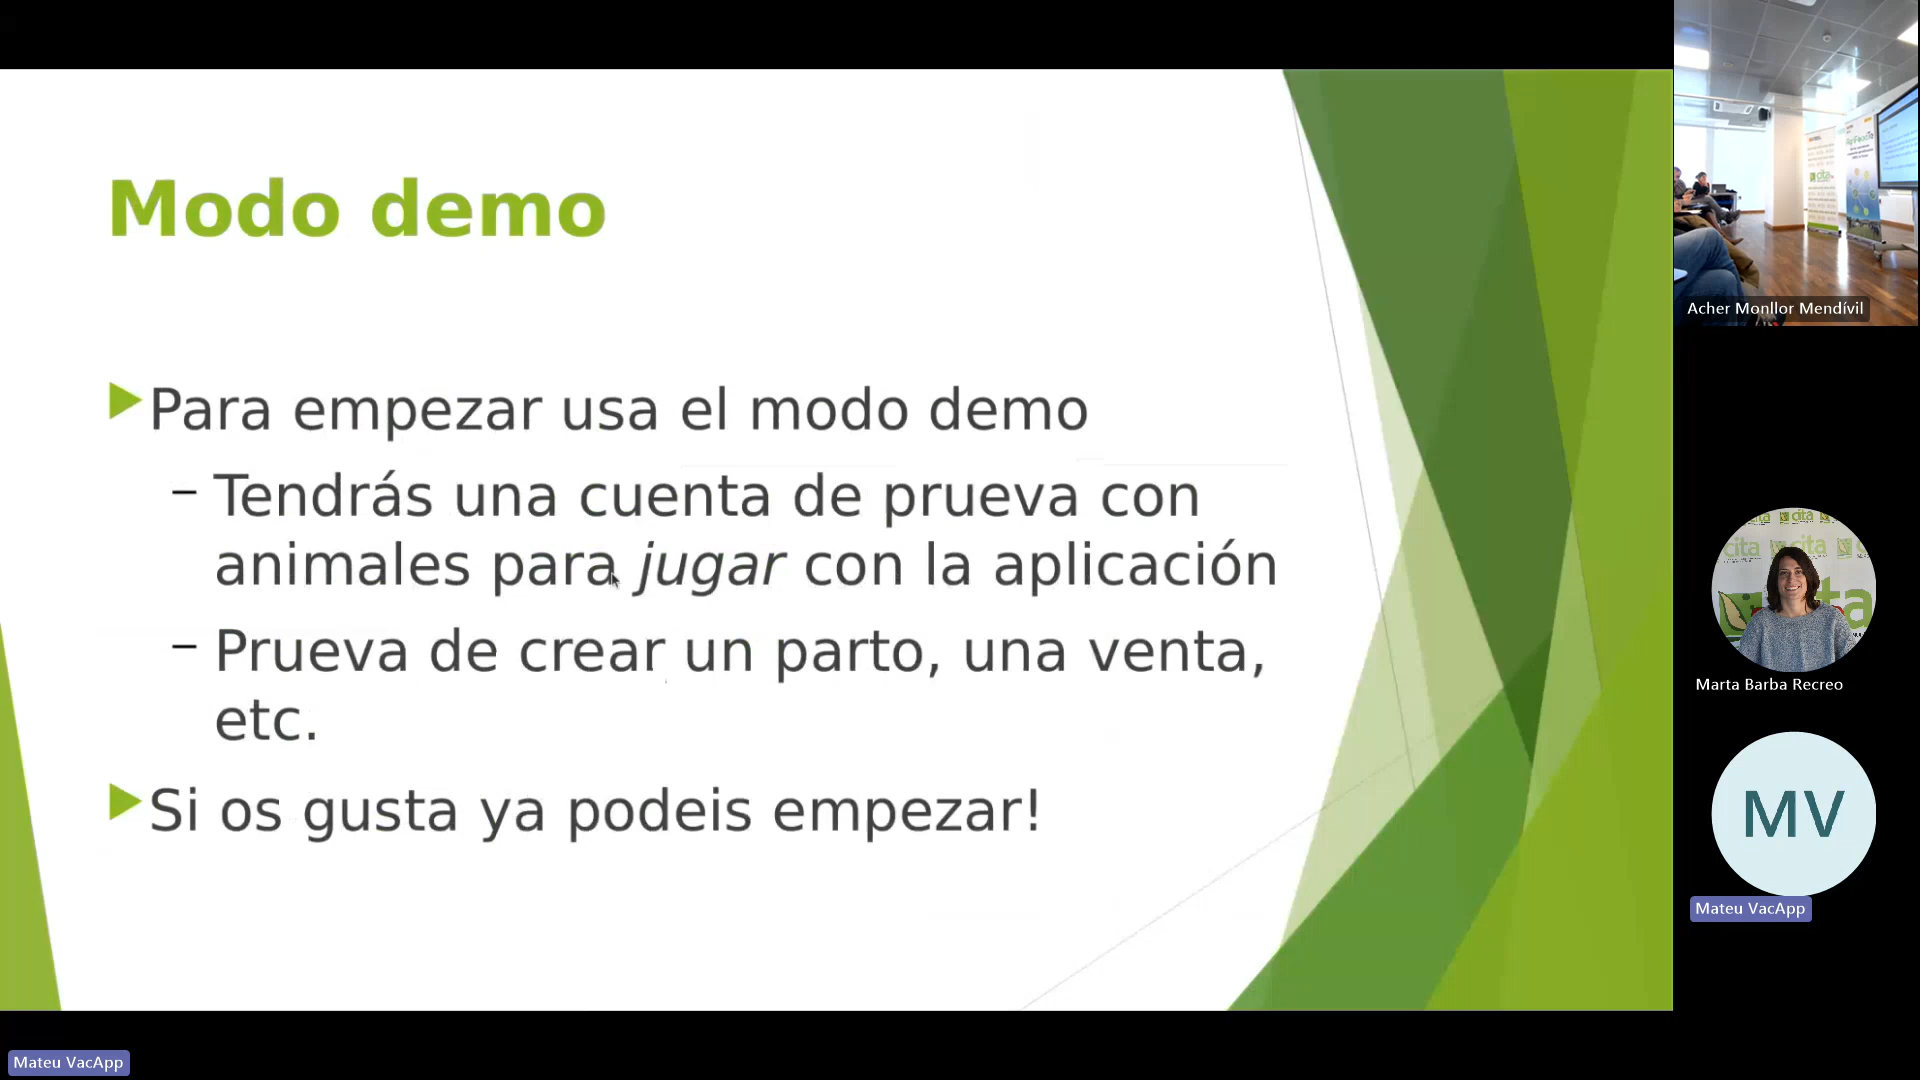 Modo demo
Para empezar usa el modo demo
– Tendrás una cuenta de prueva con
animales para jugar con la aplicación
– Prueva de crear un parto, una venta,
etc.
Si os gusta ya podeis empezar!
Acher Monllor Mendívil
cita
Marta Barba Recreo
MV
Mateu VacApp
Mateu VacApp